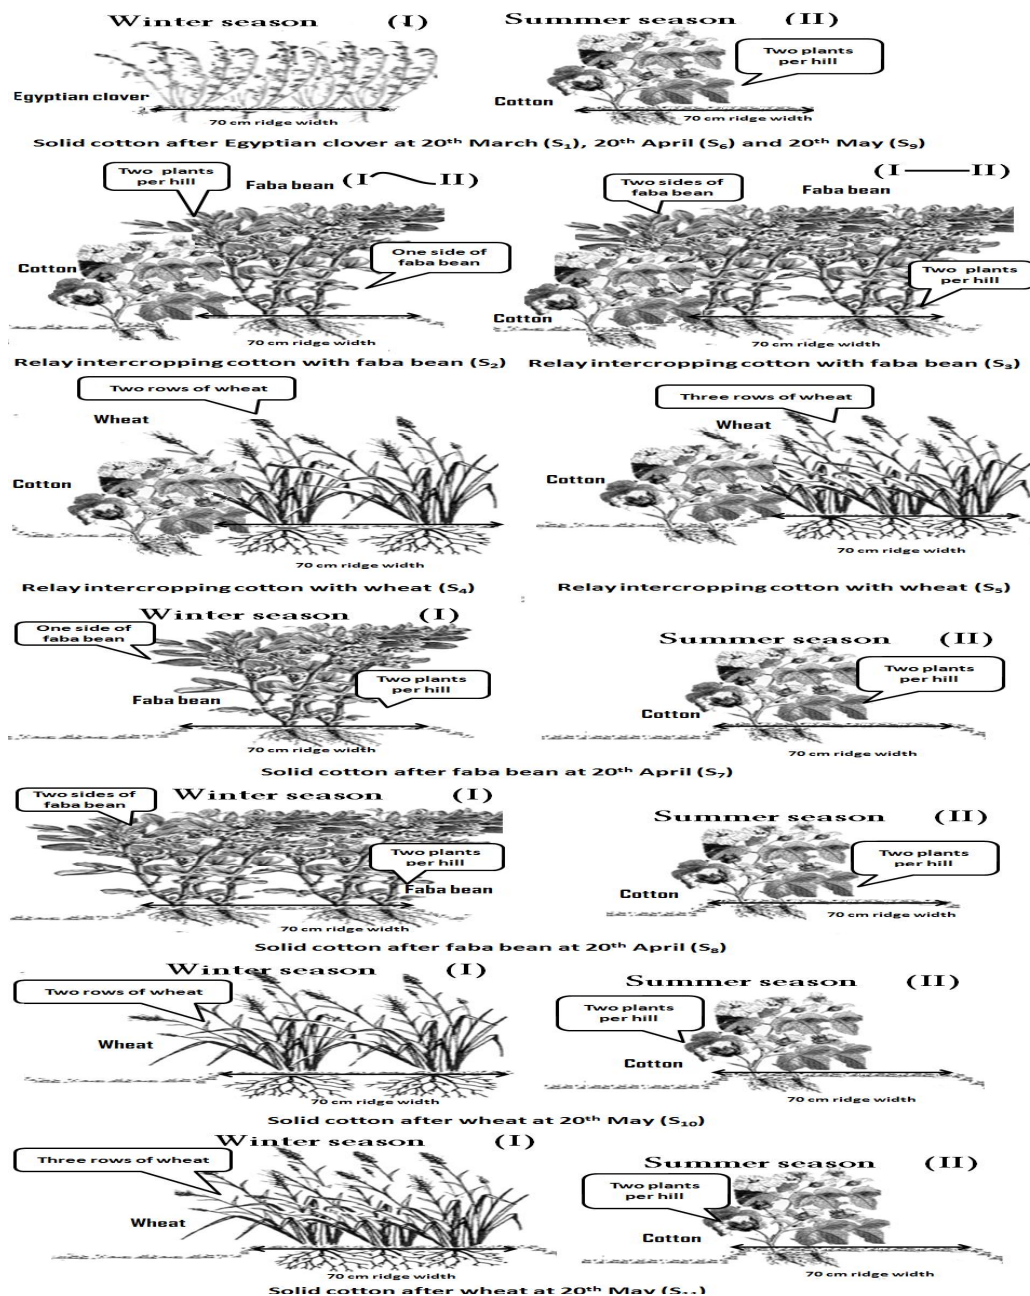 Winter season (I)
Summer season (II)
Two plants
per hill
Egyptian clover
Cotton
70 cm ridge width
70 cm ridge width
Solid cotton after Egyptian clover at 20th March (S1), 20th April (S6) and 20th May (S9)
Two plants
per hill
Faba bean
(I II)
One side of
faba bean
Cotton
70 cm ridge width
Relay intercropping cotton with faba bean (S2)
(I II)
Two sides of
faba bean
Faba bean
Two plants
per hill
Cotton
70 cm ridge width
Relay intercropping cotton with faba bean (S3)
Two rows of wheat
Wheat
Cotton
70 cm ridge width
Relay intercropping cotton with wheat (S4)
Three rows of wheat
Wheat
Cotton
70 cm ridge width
Relay intercropping cotton with wheat (S5)
Winter season (I)
One side of
faba bean
Two plants
per hill
Faba bean
70 cm ridge width
Summer season (II)
Two plants
per hill
Cotton
70 cm ridge width
Solid cotton after faba bean at 20th April (S7)
Two sides of
faba bean
Winter season (I)
Two plants
per hill
Faba bean
70 cm ridge width
Summer season (II)
Two plants
per hill
Cotton
70 cm ridge width
Solid cotton after faba bean at 20th April (S8)
Winter season (I)
Two rows of wheat
Wheat
70 cm ridge width
Summer season (II)
Two plants
per hill
Cotton
70 cm ridge width
Solid cotton after wheat at 20th May (S10)
Winter season (I)
Three rows of wheat
Wheat
70 cm ridge width
Summer season (II)
Two plants
per hill
Cotton
70 cm ridge width
Solid cotton after wheat at 20th May (S11)